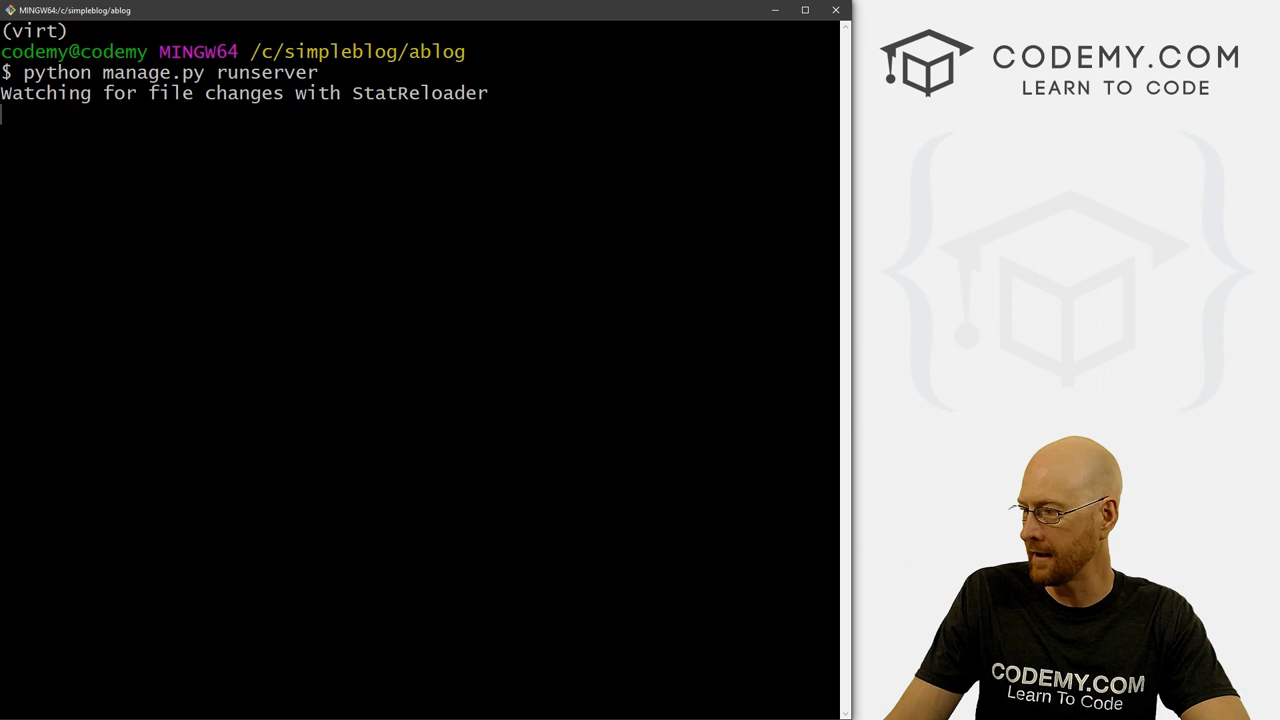 MINGW64:/c/simpleblog/ablog
(virt)
codemy@codemy MINGW64 /c/simpleblog/ablog
$ python manage.py runserver
Watching for file changes with StatReloader
CODEMY.COM
LEARN TO CODE
CODEMY.COM
Learn To Code